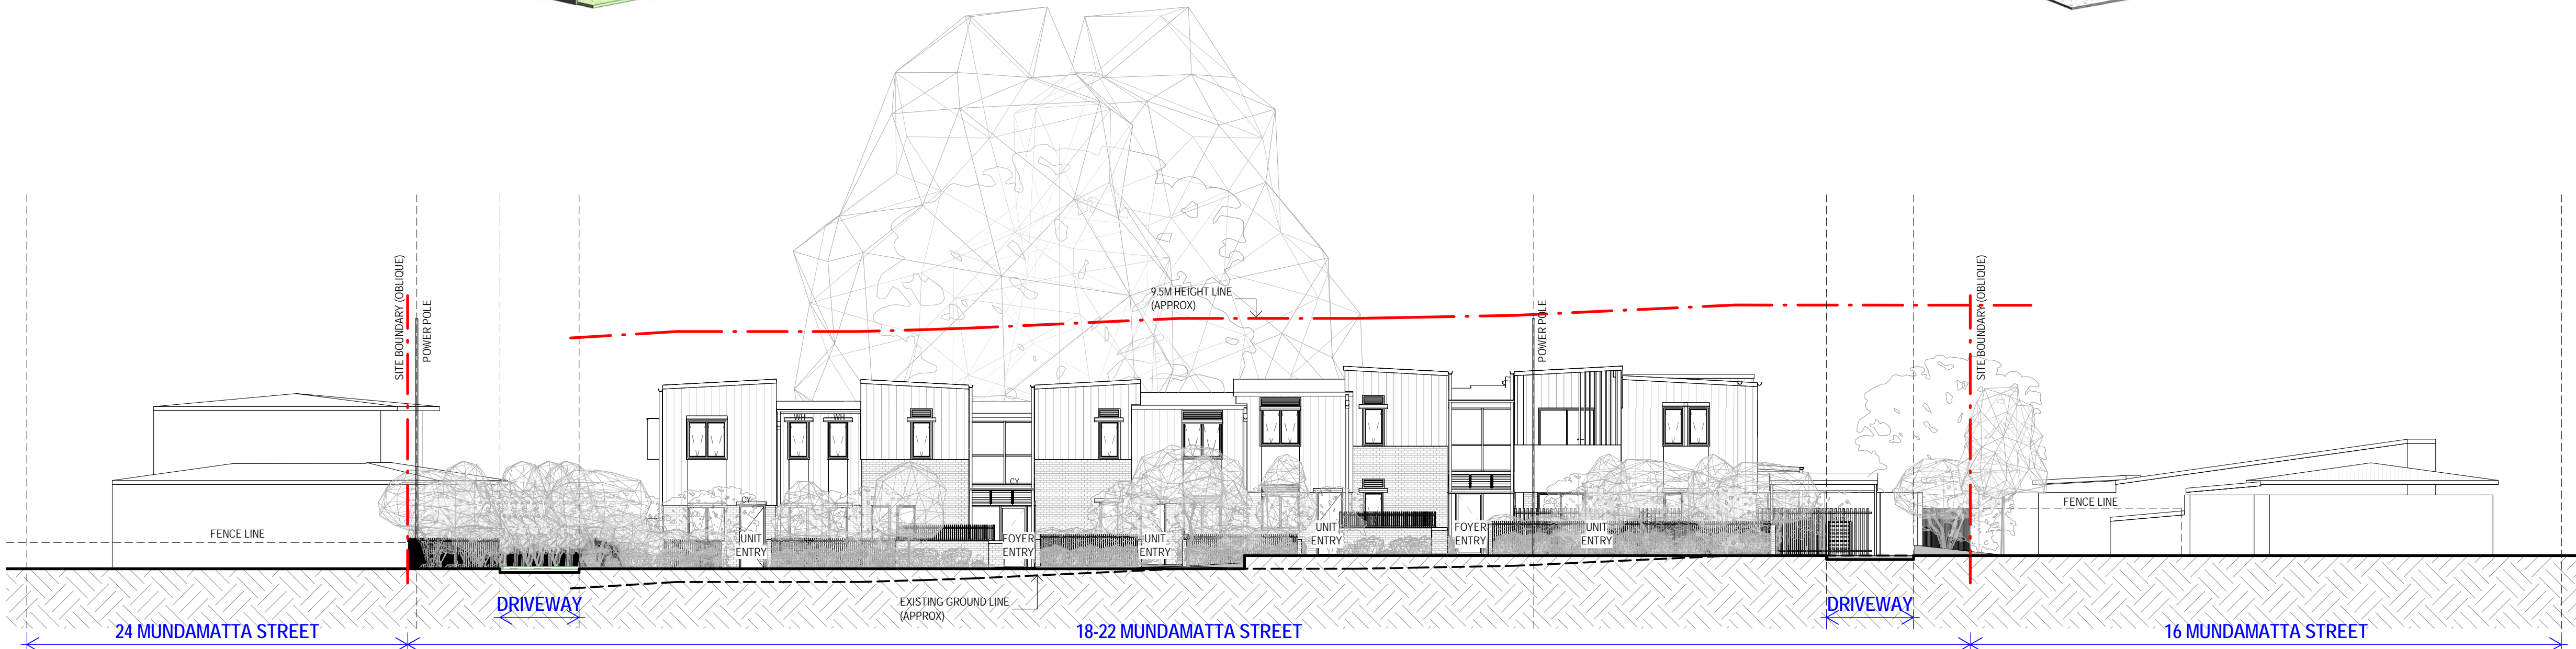 9.5M HEIGHT LINE
(APPROX)
SITE BOUNDARY (OBLIQUE)
POWER POLE
POWER POLE
SITE BOUNDARY (OBLIQUE)
WH
WH
CY
CY
FENCE LINE
UNIT
ENTRY
FOYER
ENTRY
UNIT
ENTRY
UNIT
ENTRY
FOYER
ENTRY
UNIT
ENTRY
FENCE LINE
EXISTING GROUND LINE
(APPROX)
DRIVEWAY
DRIVEWAY
24 MUNDAMATTA STREET
18-22 MUNDAMATTA STREET
16 MUNDAMATTA STREET